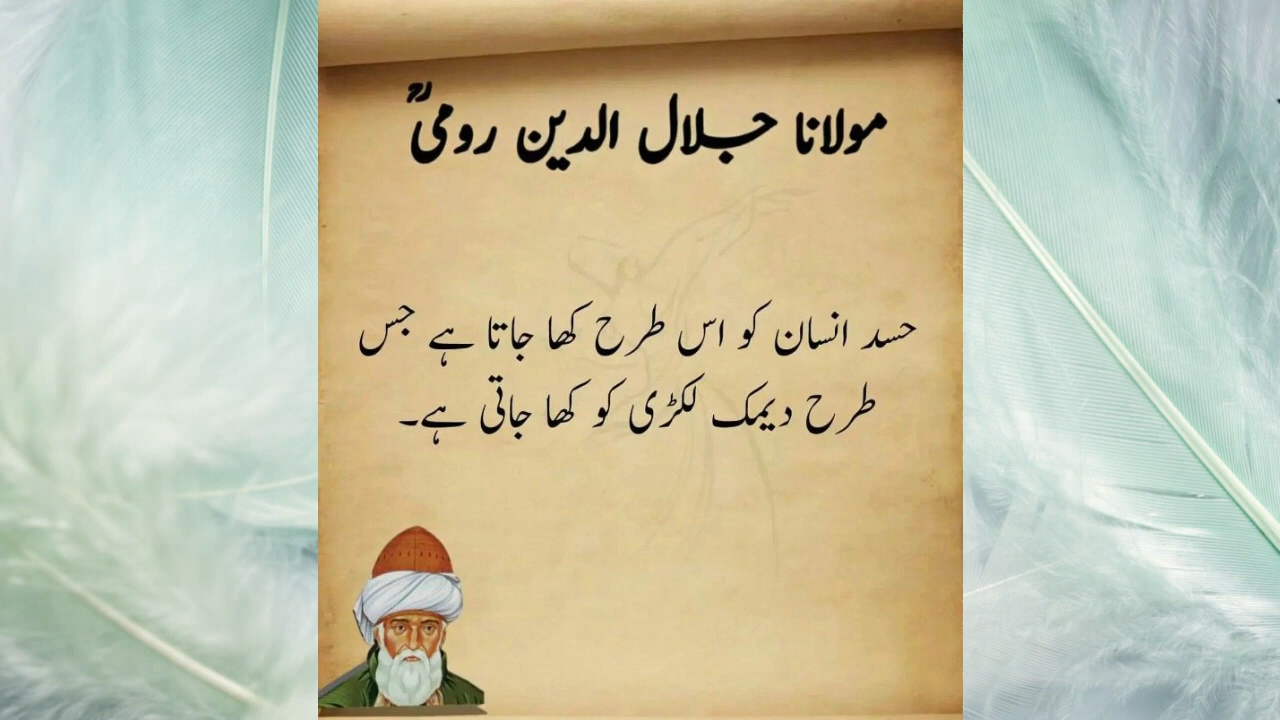 مولانا جلال الدین رومیؒ
حسد انسان کو اس طرح کھا جاتا ہے جس
طرح دیمک لکڑی کو کھا جاتی ہے۔